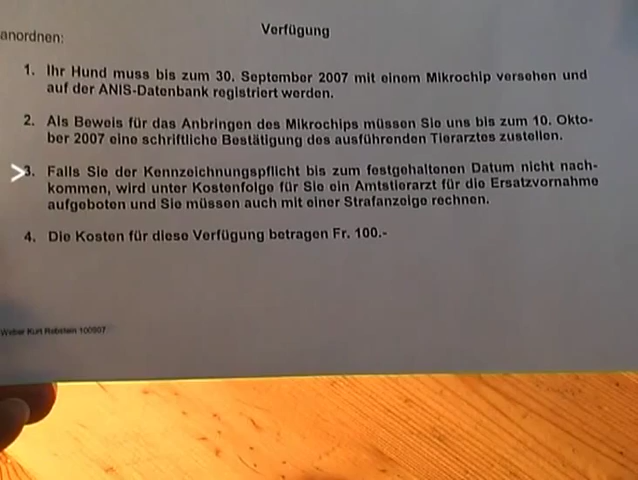 Verfügung
anordnen:
1. Ihr Hund muss bis zum 30. September 2007 mit einem Mikrochip versehen und
auf der ANIS-Datenbank registriert werden.
2. Als Beweis für das Anbringen des Mikrochips müssen Sie uns bis zum 10. Okto-
ber 2007 eine schriftliche Bestätigung des ausführenden Tierarztes zustellen.
>3. Falls Sie der Kennzeichnungspflicht bis zum festgehaltenen Datum nicht nach-
kommen, wird unter Kostenfolge für Sie ein Amtstierarzt für die Ersatzvornahme
aufgeboten und Sie müssen auch mit einer Strafanzeige rechnen.
4. Die Kosten für diese Verfügung betragen Fr. 100.-
Weber Kurt Rebstein 100907